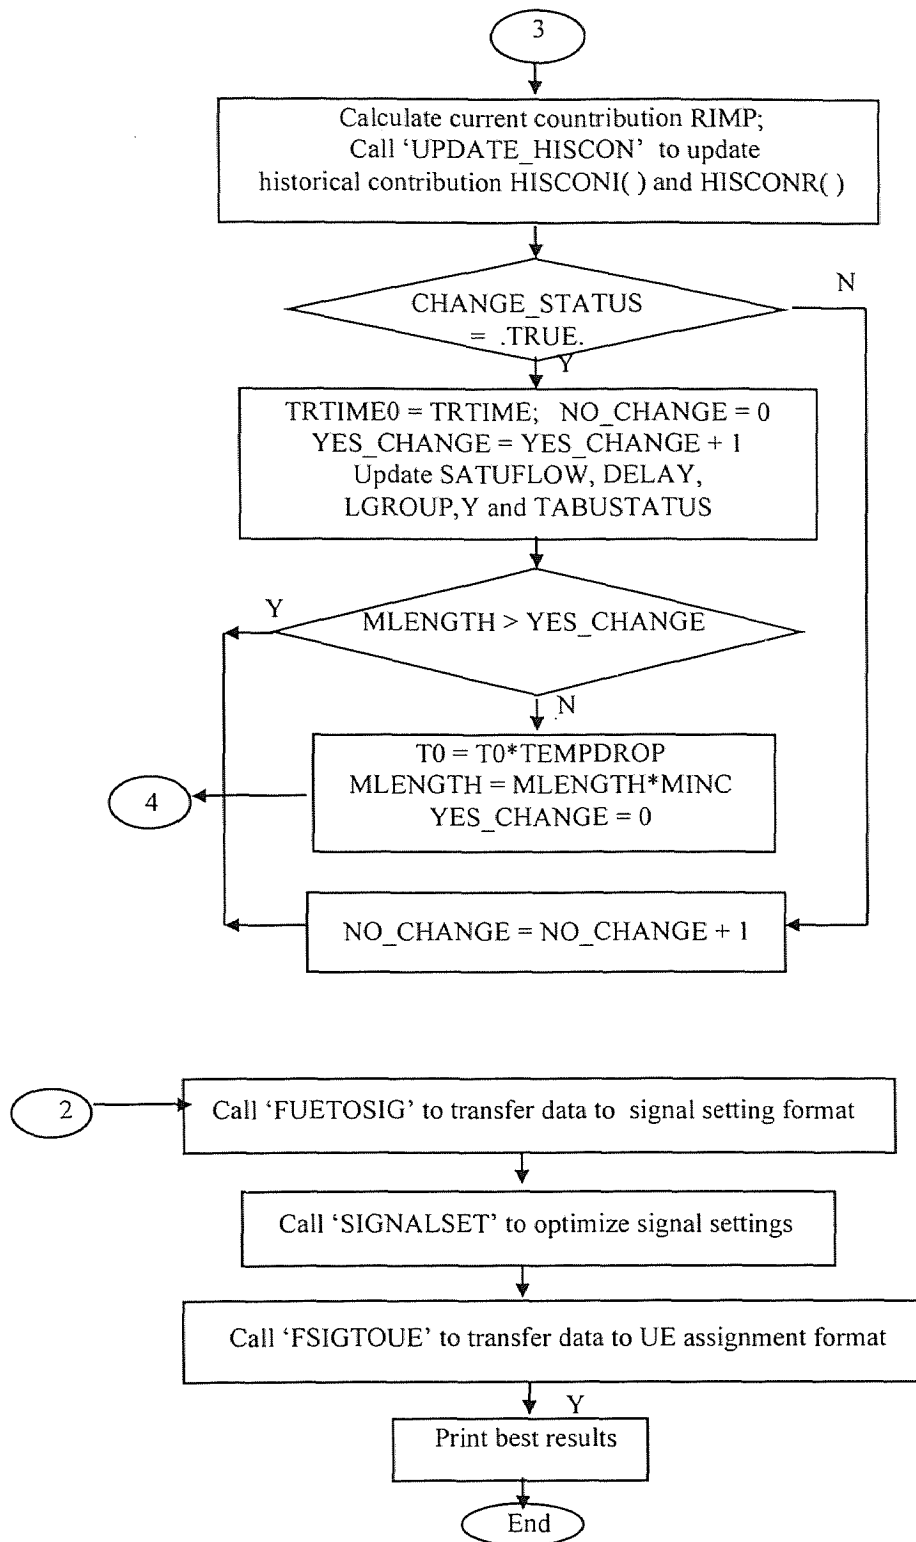 3
Calculate current countribution RIMP;
Call ‘UPDATE_HISCON’ to update
historical contribution HISCONI( ) and HISCONR( )
CHANGE_STATUS
= .TRUE.
N
Y
TRTIME0 = TRTIME; NO_CHANGE = 0
YES_CHANGE = YES_CHANGE + 1
Update SATUFLOW, DELAY,
LGROUP,Y and TABUSTATUS
Y
MLENGTH > YES_CHANGE
N
T0 = T0*TEMPDROP
MLENGTH = MLENGTH*MINC
YES_CHANGE = 0
4
NO_CHANGE = NO_CHANGE + 1
2
Call ‘FUETOSIG’ to transfer data to signal setting format
Call ‘SIGNALSET’ to optimize signal settings
Call ‘FSIGTOUE’ to transfer data to UE assignment format
Y
Print best results
End